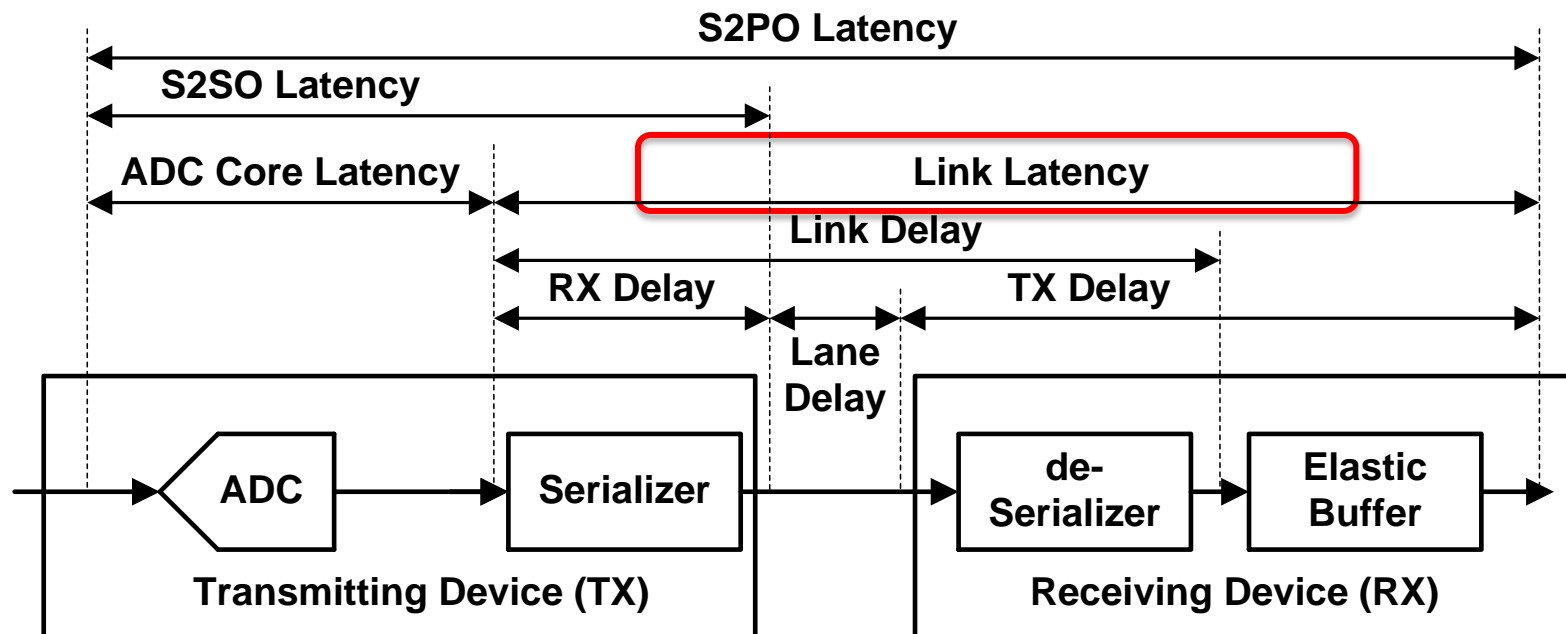 S2PO Latency
S2SO Latency
ADC Core Latency
Link Latency
Link Delay
RX Delay
TX Delay
Lane
Delay
ADC
Serializer
de-
Serializer
Elastic
Buffer
Transmitting Device (TX)
Receiving Device (RX)